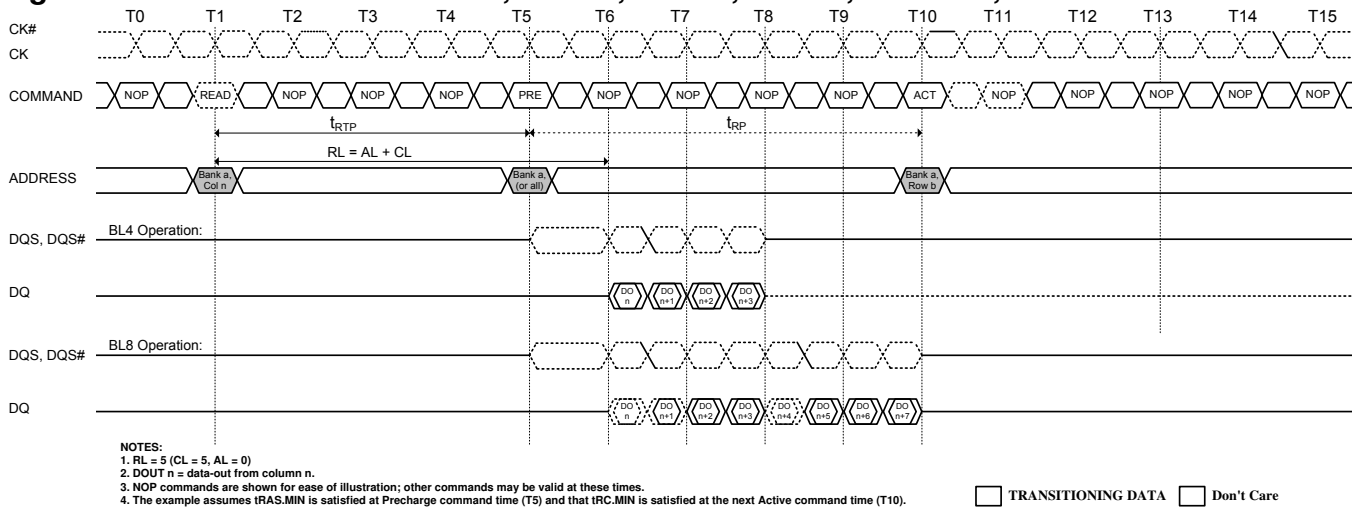 T0 T1 T2 T3 T4 T5 T6 T7 T8 T9 T10 T11 T12 T13 T14 T15
CK#
CK
COMMAND NOP READ NOP NOP NOP PRE NOP NOP NOP NOP ACT NOP NOP NOP NOP NOP
tRTP tRP
RL = AL + CL
ADDRESS
Bank a, Bank a, Bank a,
Col n (or all) Row b
BL4 Operation:
DQS, DQS#
DQ
DO DO DO DO
n n+1 n+2 n+3
BL8 Operation:
DQS, DQS#
DQ
DO DO DO DO DO DO DO DO
n n+1 n+2 n+3 n+4 n+5 n+6 n+7
NOTES:
1. RL = 5 (CL = 5, AL = 0)
2. DOUT n = data-out from column n.
3. NOP commands are shown for ease of illustration; other commands may be valid at these times.
4. The example assumes tRAS.MIN is satisfied at Precharge command time (T5) and that tRC.MIN is satisfied at the next Active command time (T10).
TRANSITIONING DATA Don't Care